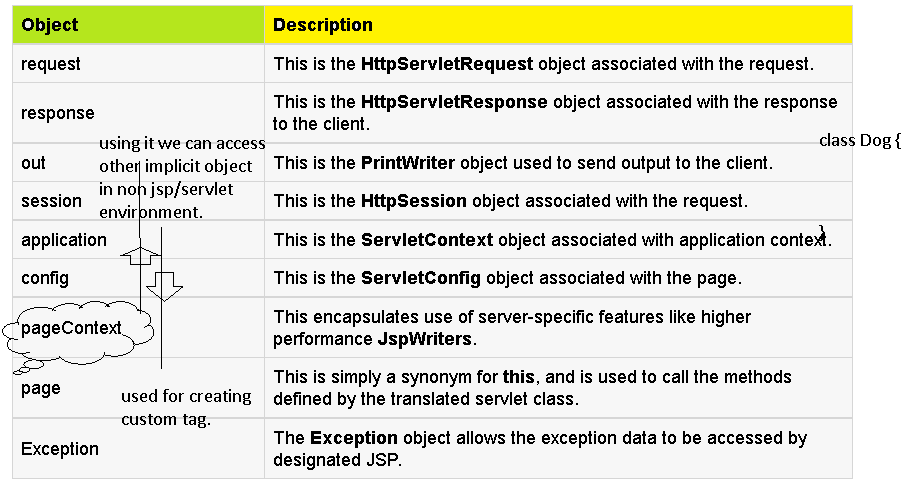 Object Description
request This is the HttpServletRequest object associated with the request.
response This is the HttpServletResponse object associated with the response
to the client.
using it we can access
other implicit object
in non jsp/servlet
environment.
class Dog {
}
out This is the PrintWriter object used to send output to the client.
session This is the HttpSession object associated with the request.
application This is the ServletContext object associated with application context.
config This is the ServletConfig object associated with the page.
pageContext This encapsulates use of server-specific features like higher
performance JspWriters.
page This is simply a synonym for this, and is used to call the methods
defined by the translated servlet class.
used for creating
custom tag.
Exception The Exception object allows the exception data to be accessed by
designated JSP.